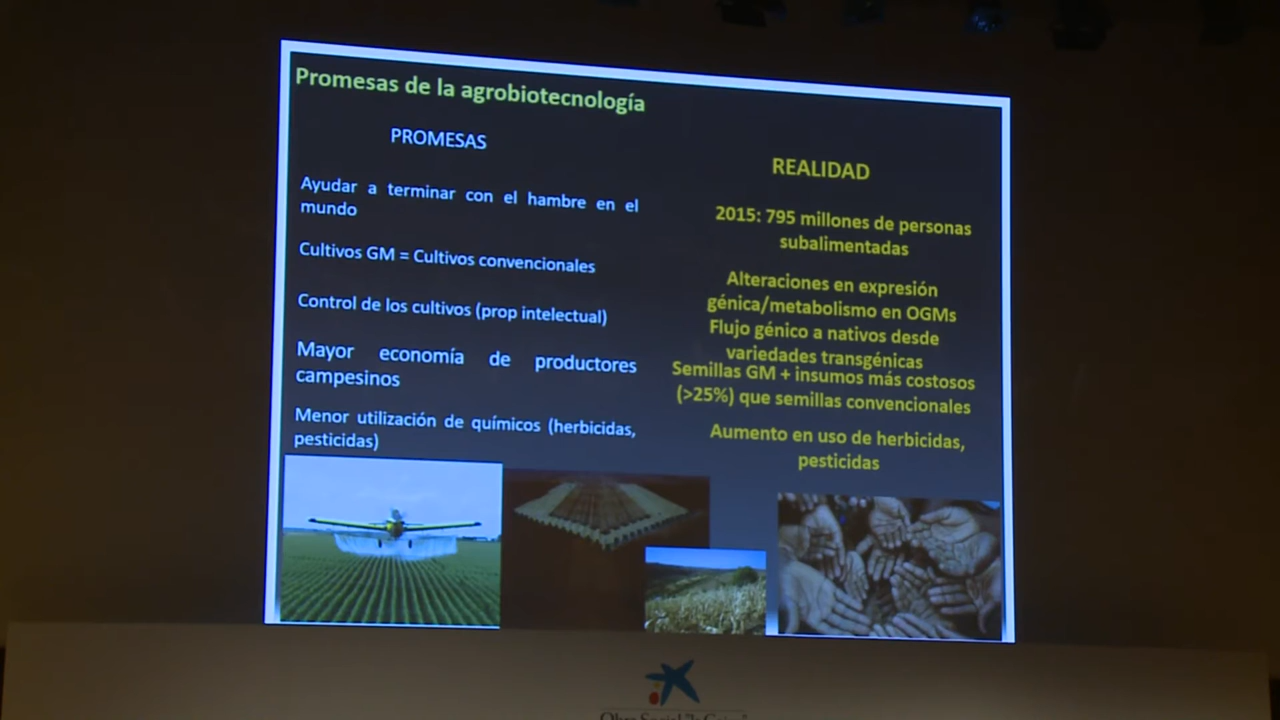 Promesas de la agrobiotecnología
PROMESAS
Ayudar a terminar con el hambre en el
mundo
Cultivos GM = Cultivos convencionales
Control de los cultivos (prop intelectual)
Mayor economía de productores
campesinos
Menor utilización de químicos (herbicidas,
pesticidas)
REALIDAD
2015: 795 millones de personas
subalimentadas
Alteraciones en expresión
génica/metabolismo en OGMs
Flujo génico a nativos desde
variedades transgénicas
Semillas GM + insumos más costosos
(>25%) que semillas convencionales
Aumento en uso de herbicidas,
pesticidas
Obra Social "la Caixa"